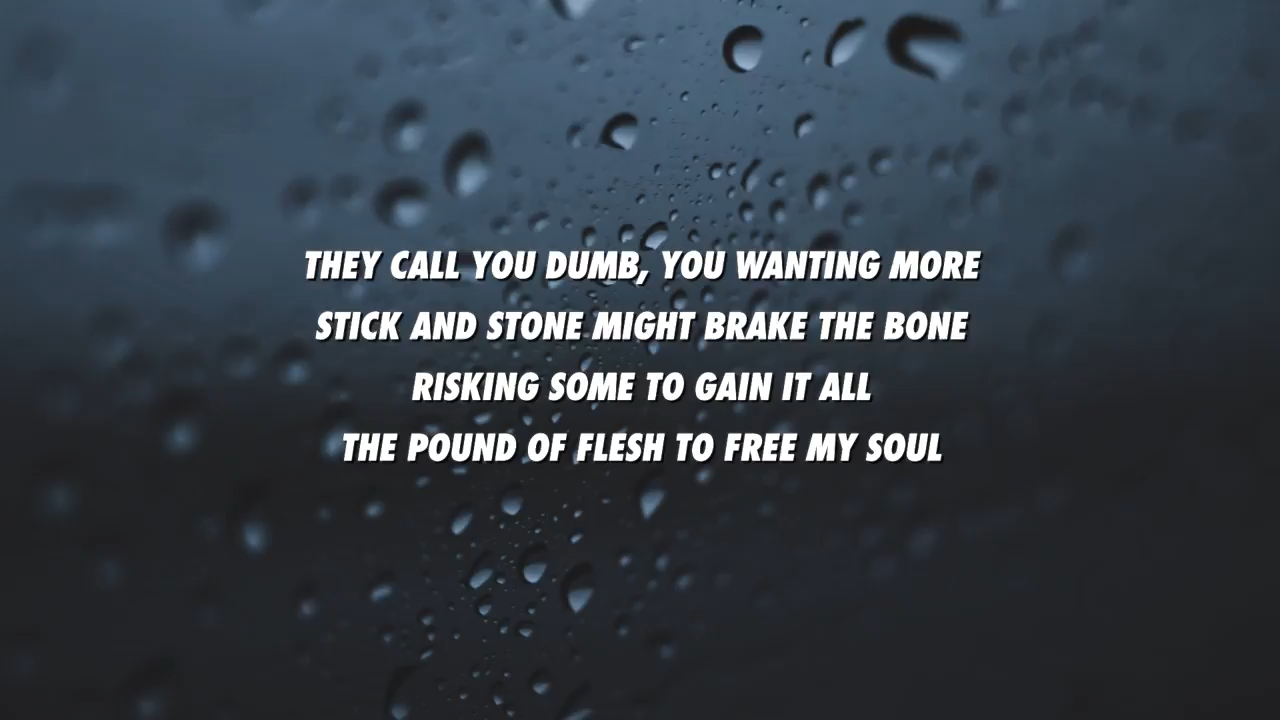 THEY CALL YOU DUMB, YOU WANTING MORE
STICK AND STONE MIGHT BRAKE THE BONE
RISKING SOME TO GAIN IT ALL
THE POUND OF FLESH TO FREE MY SOUL